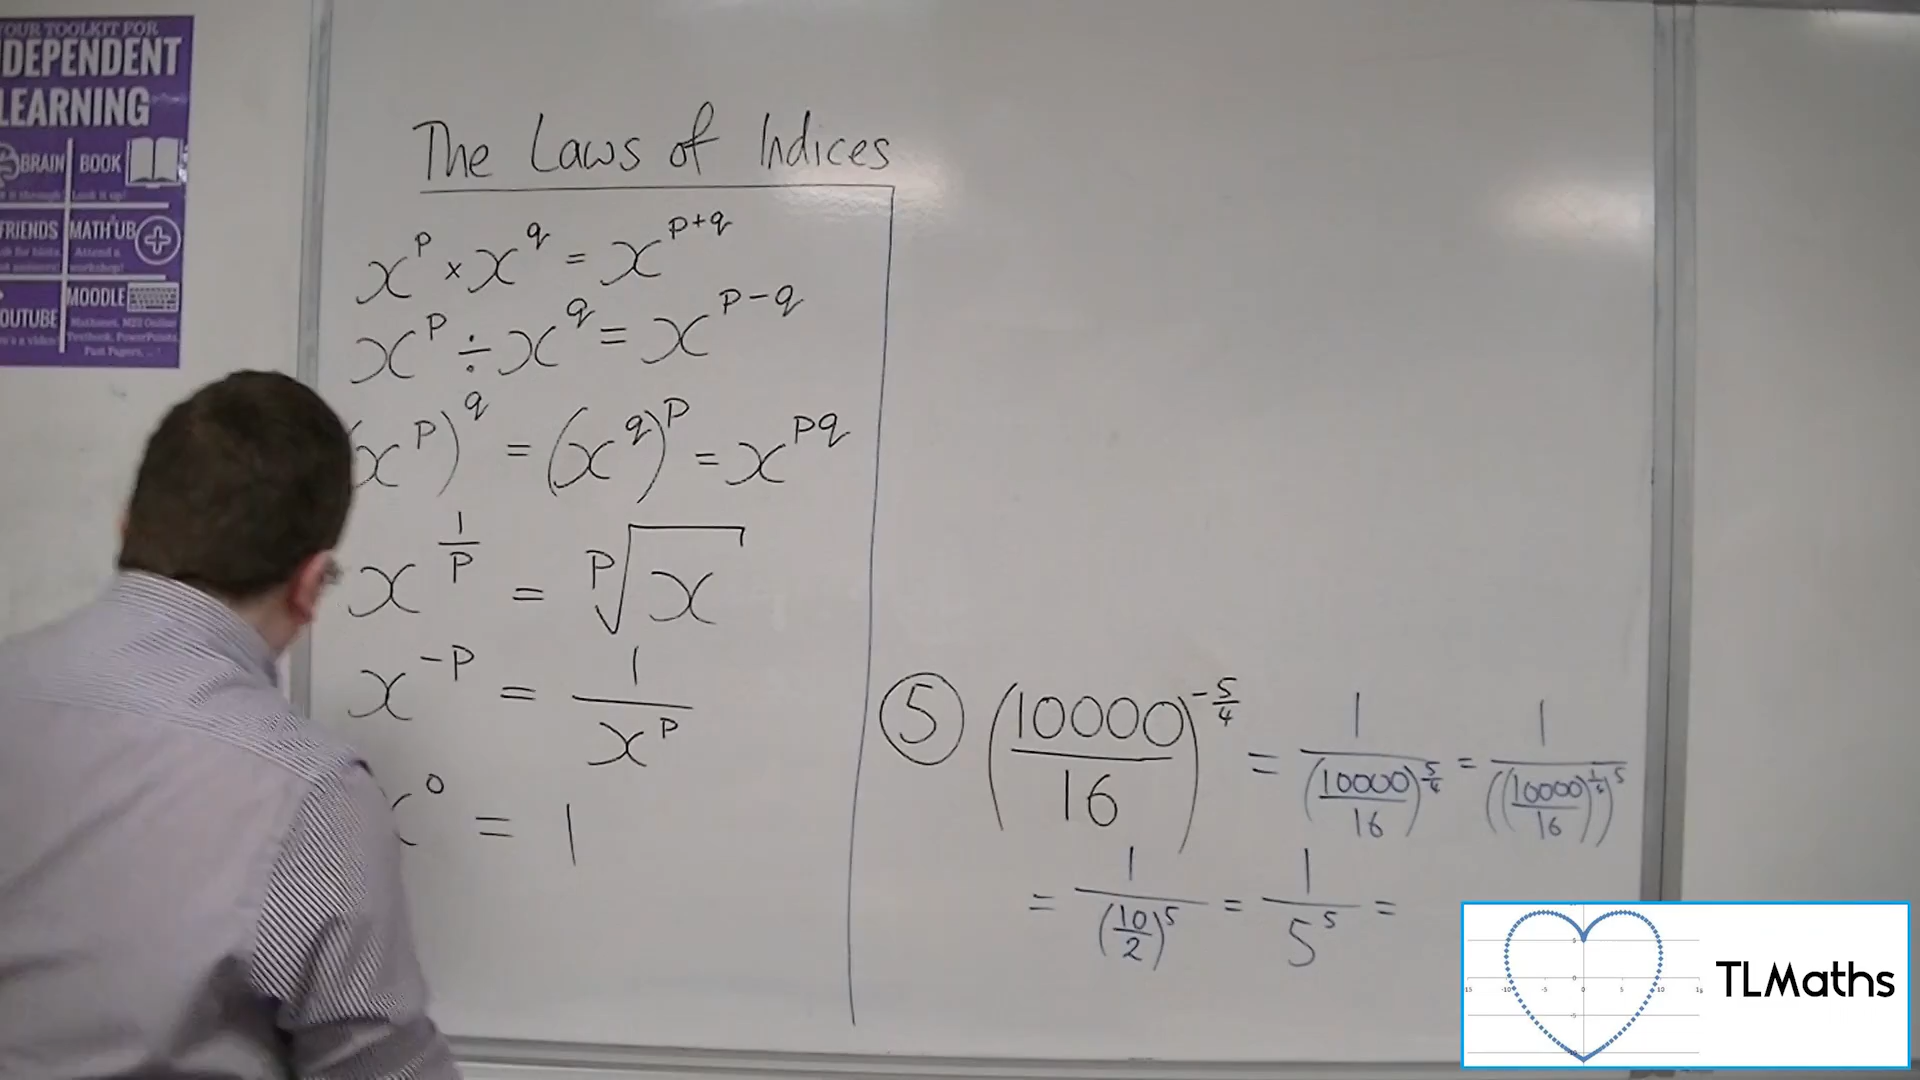 YOUR TOOLKIT FOR
INDEPENDENT
LEARNING
BRAIN
BOOK
Look it up!
FRIENDS
MATHUB
Attend a
workshop!
YOUTUBE
MOODLE
Past Papers, ...
The Laws of Indices
x^p × x^q = x^(p+q)
x^p ÷ x^q = x^(p-q)
(x^p)^q = (x^q)^p = x^(pq)
x^(1/p) = ᵖ√x
x^(-p) = 1/x^p
x^0 = 1
⑤ (10000/16)^(-5/4) = 1/(10000/16)^(5/4) = 1/((10000/16)^(1/4))^5
= 1/(10/2)^5 = 1/5^5 =
TLMaths